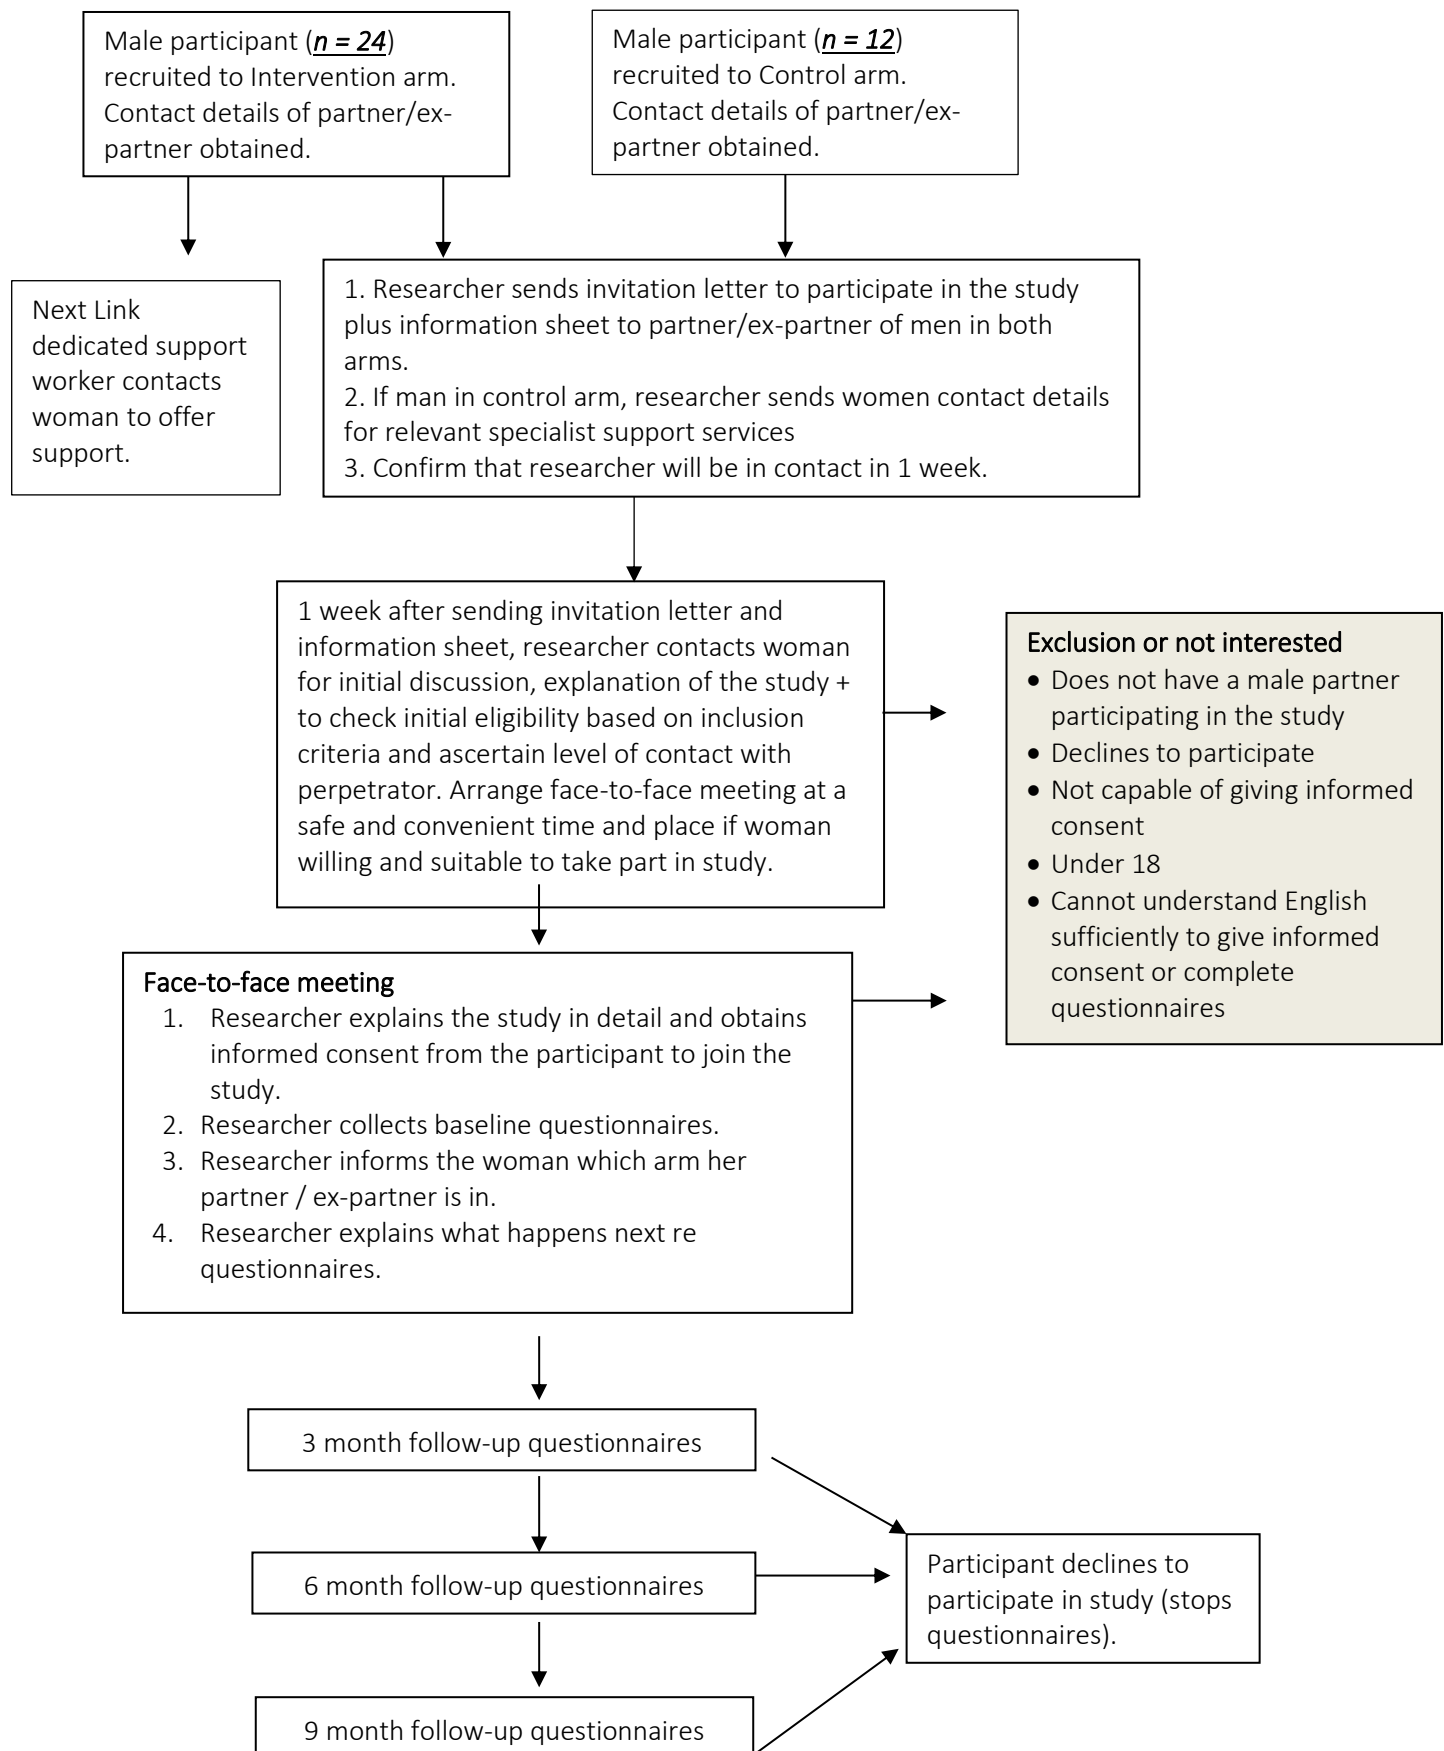 Male participant (n = 24)
recruited to Intervention arm.
Contact details of partner/ex-
partner obtained.
Male participant (n = 12)
recruited to Control arm.
Contact details of partner/ex-
partner obtained.
Next Link
dedicated support
worker contacts
woman to offer
support.
1. Researcher sends invitation letter to participate in the study
plus information sheet to partner/ex-partner of men in both
arms.
2. If man in control arm, researcher sends women contact details
for relevant specialist support services
3. Confirm that researcher will be in contact in 1 week.
1 week after sending invitation letter and
information sheet, researcher contacts woman
for initial discussion, explanation of the study +
to check initial eligibility based on inclusion
criteria and ascertain level of contact with
perpetrator. Arrange face-to-face meeting at a
safe and convenient time and place if woman
willing and suitable to take part in study.
Exclusion or not interested
• Does not have a male partner
participating in the study
• Declines to participate
• Not capable of giving informed
consent
• Under 18
• Cannot understand English
sufficiently to give informed
consent or complete
questionnaires
Face-to-face meeting
1. Researcher explains the study in detail and obtains
informed consent from the participant to join the
study.
2. Researcher collects baseline questionnaires.
3. Researcher informs the woman which arm her
partner / ex-partner is in.
4. Researcher explains what happens next re
questionnaires.
3 month follow-up questionnaires
6 month follow-up questionnaires
Participant declines to
participate in study (stops
questionnaires).
9 month follow-up questionnaires